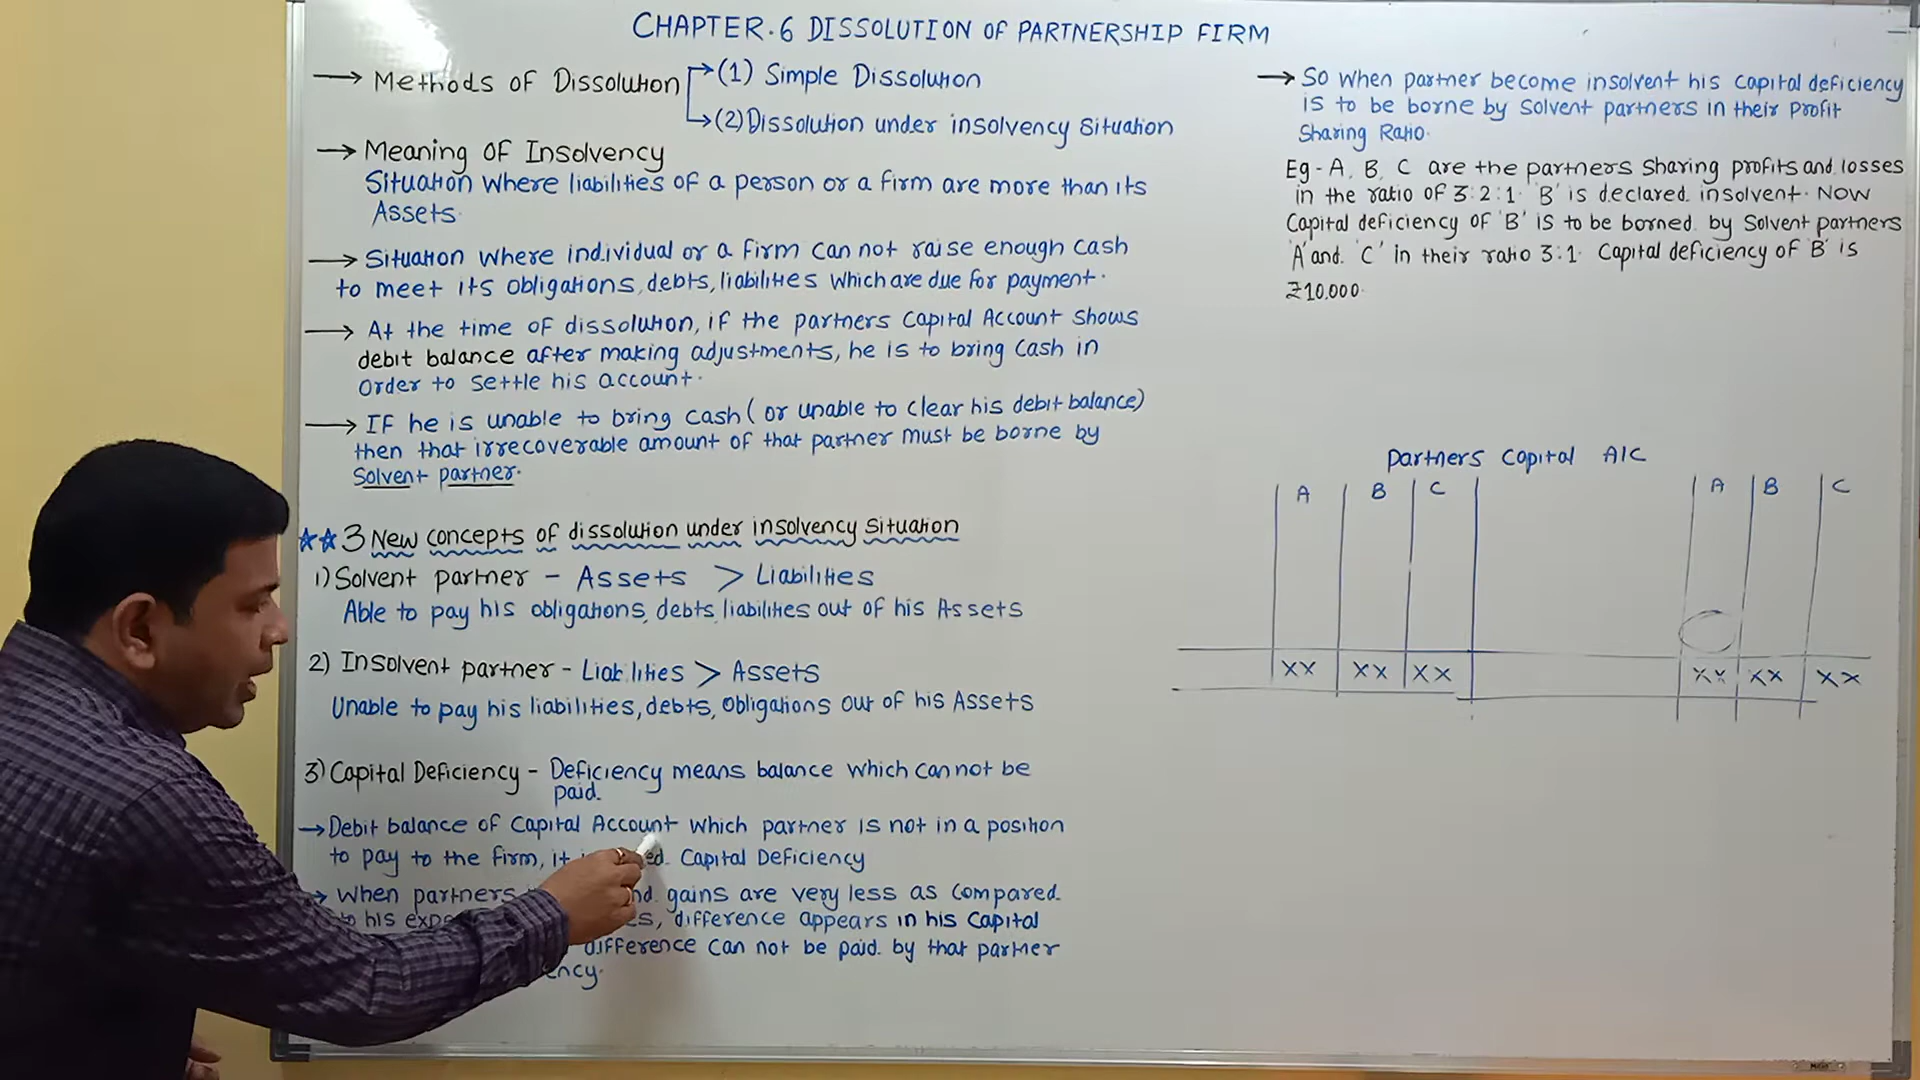 CHAPTER.6 DISSOLUTION OF PARTNERSHIP FIRM
→ Methods of Dissolution →(1) Simple Dissolution
→(2) Dissolution under insolvency Situation
→ Meaning OF Insolvency
Situation where liabilities of a person or a firm are more than its
Assets.
→ Situation where individual or a firm can not raise enough cash
to meet its obligations, debts, liabilities which are due for payment.
→ At the time of dissolution, if the partners Capital Account shows
debit balance after making adjustments, he is to bring cash in
order to settle his account.
→ IF he is unable to bring cash (or unable to clear his debit balance)
then that irrecoverable amount of that partner must be borne by
Solvent partner.
☆☆ 3 New concepts of dissolution under insolvency situation
1) Solvent partner - Assets > Liabilities
Able to pay his obligations, debts, liabilities out of his Assets
2) Insolvent partner - Liabilities > Assets
Unable to pay his liabilities, debts, obligations out of his Assets
3) Capital Deficiency - Deficiency means balance which cannot be
paid.
→ Debit balance of Capital Account which partner is not in a position
to pay to the firm, it Capital Deficiency
→ When partners gains are very less as compared.
to his difference appears in his capital
difference can not be paid. by that partner
→ So when partner become insolvent his capital deficiency
is to be borne by solvent partners in their profit
Sharing Ratio.
Eg - A, B, C are the partners sharing profits and losses
in the ratio of 3:2:1. 'B' is declared insolvent. Now
Capital deficiency of 'B' is to be borned by Solvent partners
'A' and 'C' in their ratio 3:1. Capital deficiency of 'B' is
₹10,000.
Partners Capital A/C
A B C A B C
XX XX XX XX XX XX